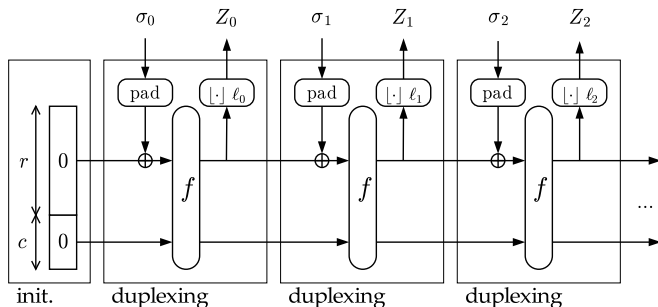 σ₀ Z₀ σ₁ Z₁ σ₂ Z₂
pad ⌊·⌋ ℓ₀ pad ⌊·⌋ ℓ₁ pad ⌊·⌋ ℓ₂
r 0 f f f
c 0 ...
init. duplexing duplexing duplexing